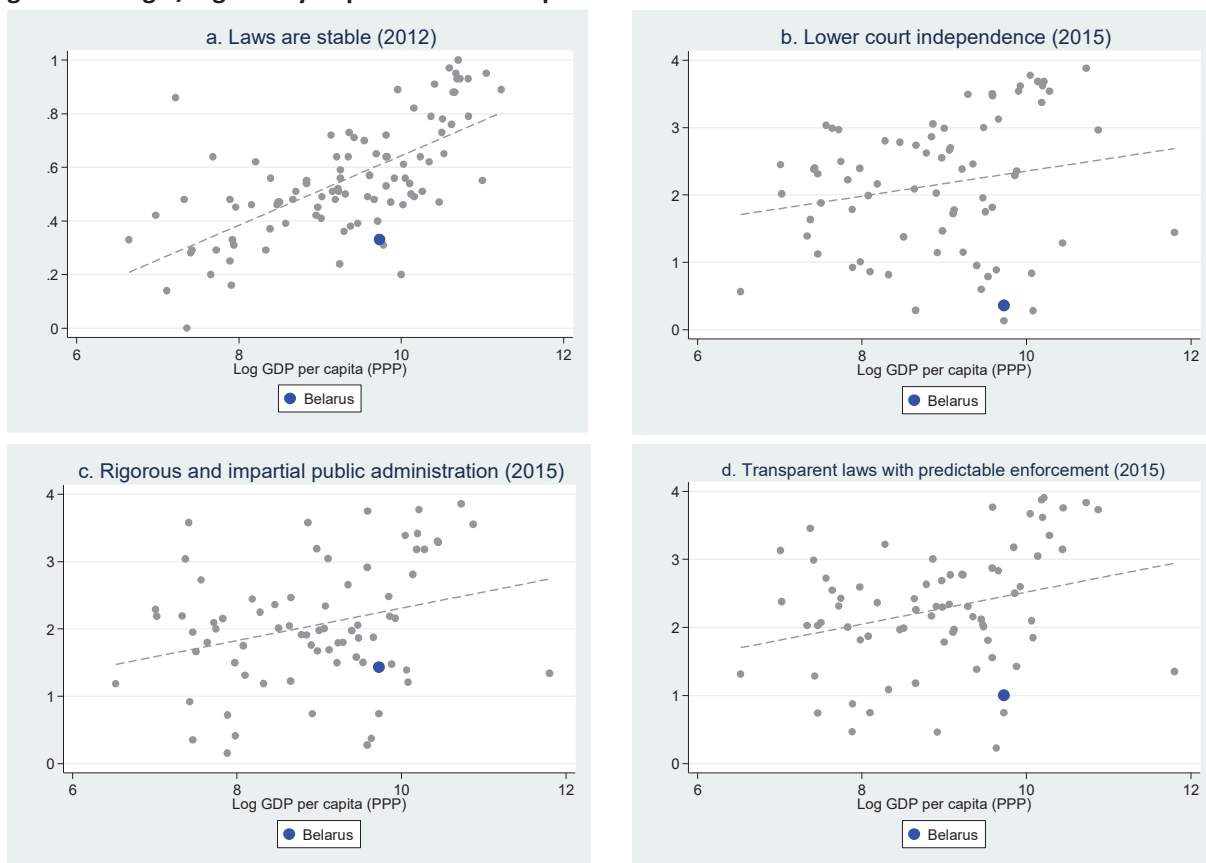 a. Laws are stable (2012)
1
.8
.6
.4
.2
0
6 8 10 12
Log GDP per capita (PPP)
Belarus
b. Lower court independence (2015)
4
3
2
1
0
6 8 10 12
Log GDP per capita (PPP)
Belarus
c. Rigorous and impartial public administration (2015)
4
3
2
1
0
6 8 10 12
Log GDP per capita (PPP)
Belarus
d. Transparent laws with predictable enforcement (2015)
4
3
2
1
0
6 8 10 12
Log GDP per capita (PPP)
Belarus